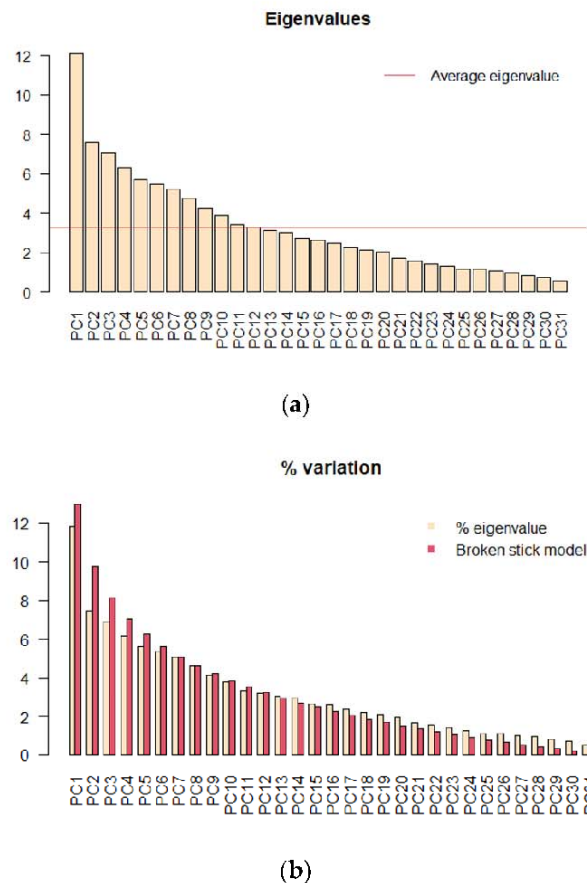 Eigenvalues
Average eigenvalue
12
10
8
6
4
2
0
PC1 PC2 PC3 PC4 PC5 PC6 PC7 PC8 PC9 PC10 PC11 PC12 PC13 PC14 PC15 PC16 PC17 PC18 PC19 PC20 PC21 PC22 PC23 PC24 PC25 PC26 PC27 PC28 PC29 PC30 PC31
(a)
% variation
% eigenvalue
Broken stick model
12
10
8
6
4
2
0
PC1 PC2 PC3 PC4 PC5 PC6 PC7 PC8 PC9 PC10 PC11 PC12 PC13 PC14 PC15 PC16 PC17 PC18 PC19 PC20 PC21 PC22 PC23 PC24 PC25 PC26 PC27 PC28 PC29 PC30
(b)